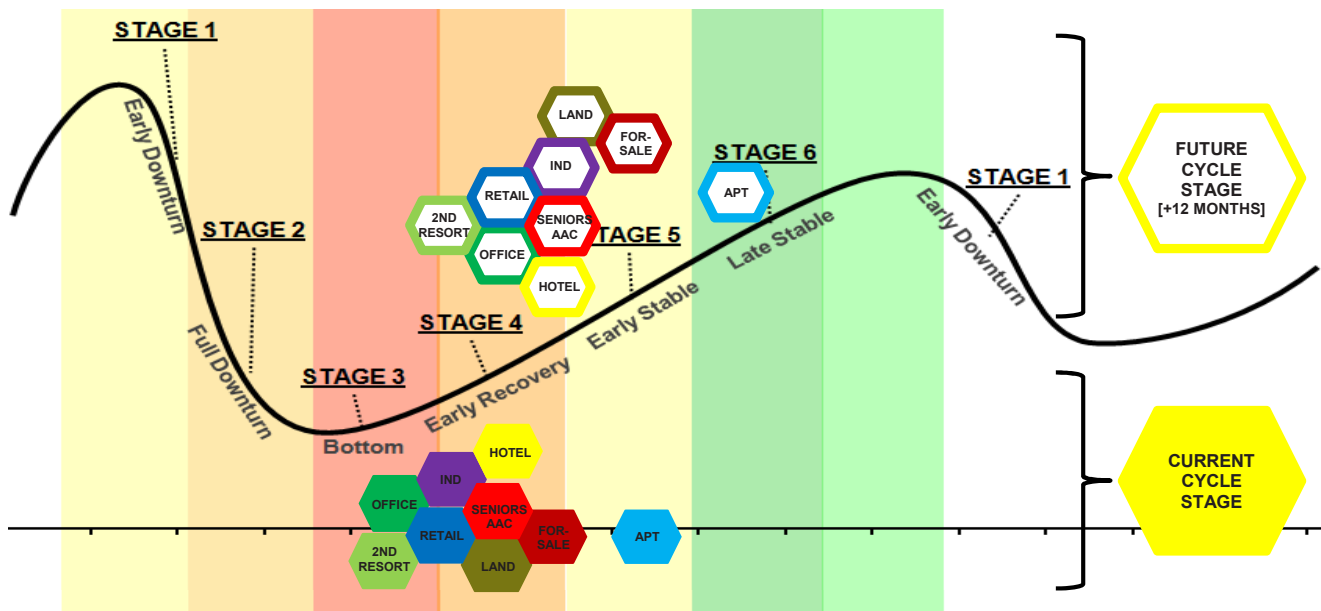 STAGE 1
Early Downturn
STAGE 2
Full Downturn
STAGE 3
Bottom
STAGE 4
Early Recovery
TAGE 5
Early Stable
STAGE 6
Late Stable
STAGE 1
Early Downturn
LAND
FOR-
SALE
IND
RETAIL
APT
2ND
RESORT
SENIORS
AAC
OFFICE
HOTEL
FUTURE
CYCLE
STAGE
[+12 MONTHS]
HOTEL
IND
OFFICE
SENIORS
AAC
RETAIL
FOR-
SALE
APT
2ND
RESORT
LAND
CURRENT
CYCLE
STAGE